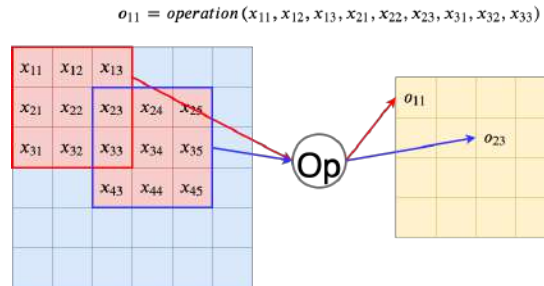 o₁₁ = operation(x₁₁, x₁₂, x₁₃, x₂₁, x₂₂, x₂₃, x₃₁, x₃₂, x₃₃)
x₁₁ x₁₂ x₁₃
x₂₁ x₂₂ x₂₃ x₂₄ x₂₅
x₃₁ x₃₂ x₃₃ x₃₄ x₃₅
x₄₃ x₄₄ x₄₅
Op
o₁₁
o₂₃